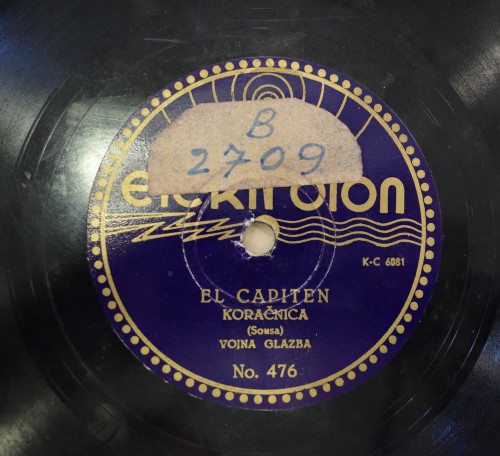 B
2709
Elektroton
K-C 6081
EL CAPITEN
KORAČNICA
(Sousa)
VOJNA GLAZBA
No. 476